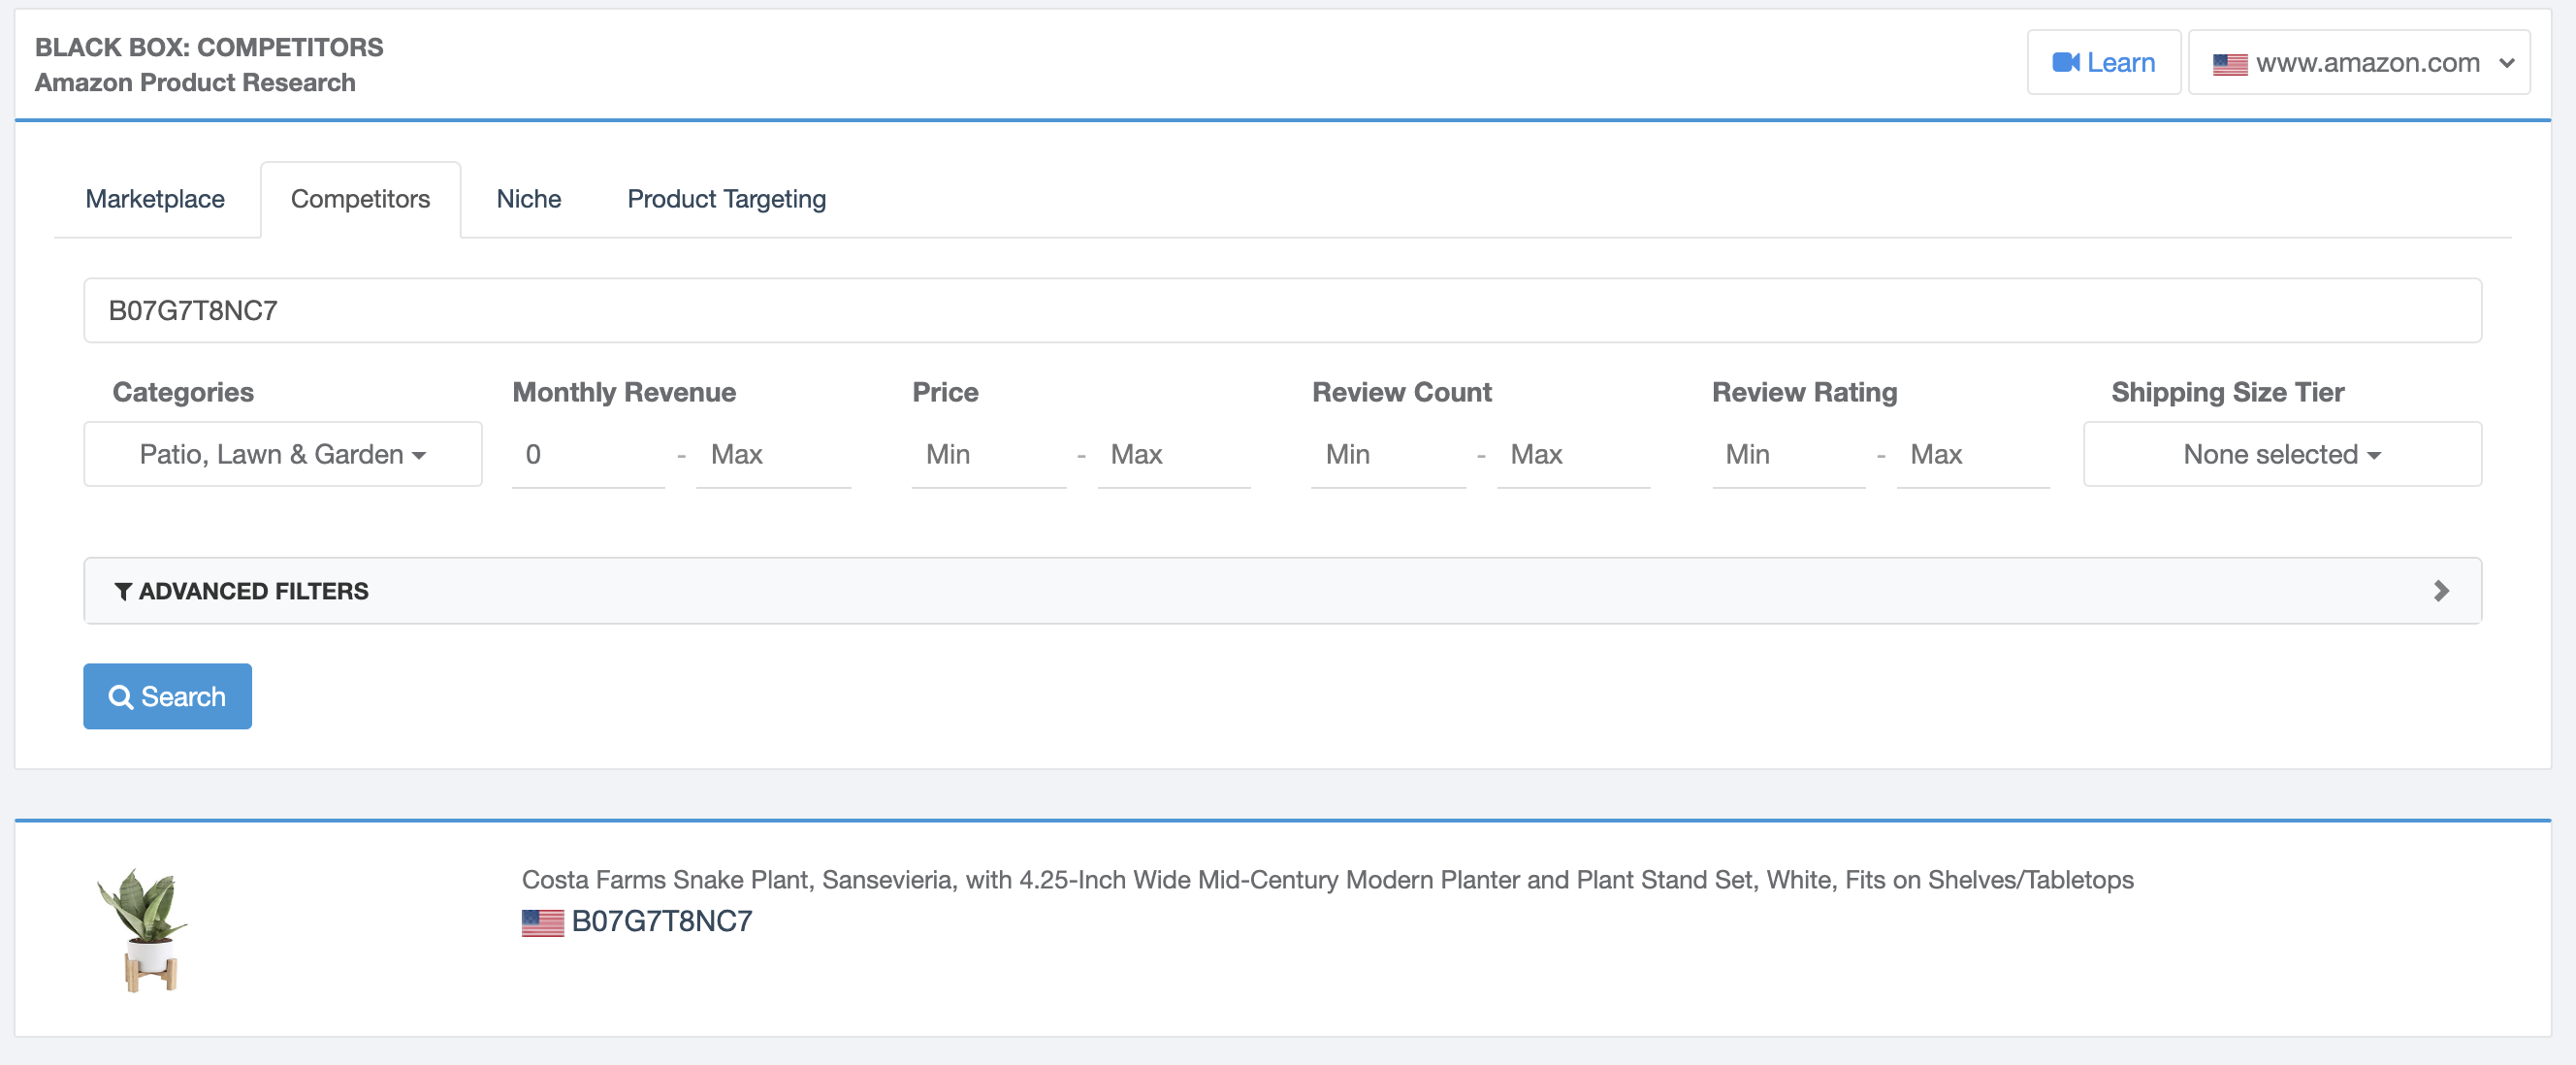 BLACK BOX: COMPETITORS
Amazon Product Research
Learn
www.amazon.com
Marketplace
Competitors
Niche
Product Targeting
B07G7T8NC7
Categories
Monthly Revenue
Price
Review Count
Review Rating
Shipping Size Tier
Patio, Lawn & Garden
0 - Max
Min - Max
Min - Max
Min - Max
None selected
ADVANCED FILTERS
Search
Costa Farms Snake Plant, Sansevieria, with 4.25-Inch Wide Mid-Century Modern Planter and Plant Stand Set, White, Fits on Shelves/Tabletops
B07G7T8NC7